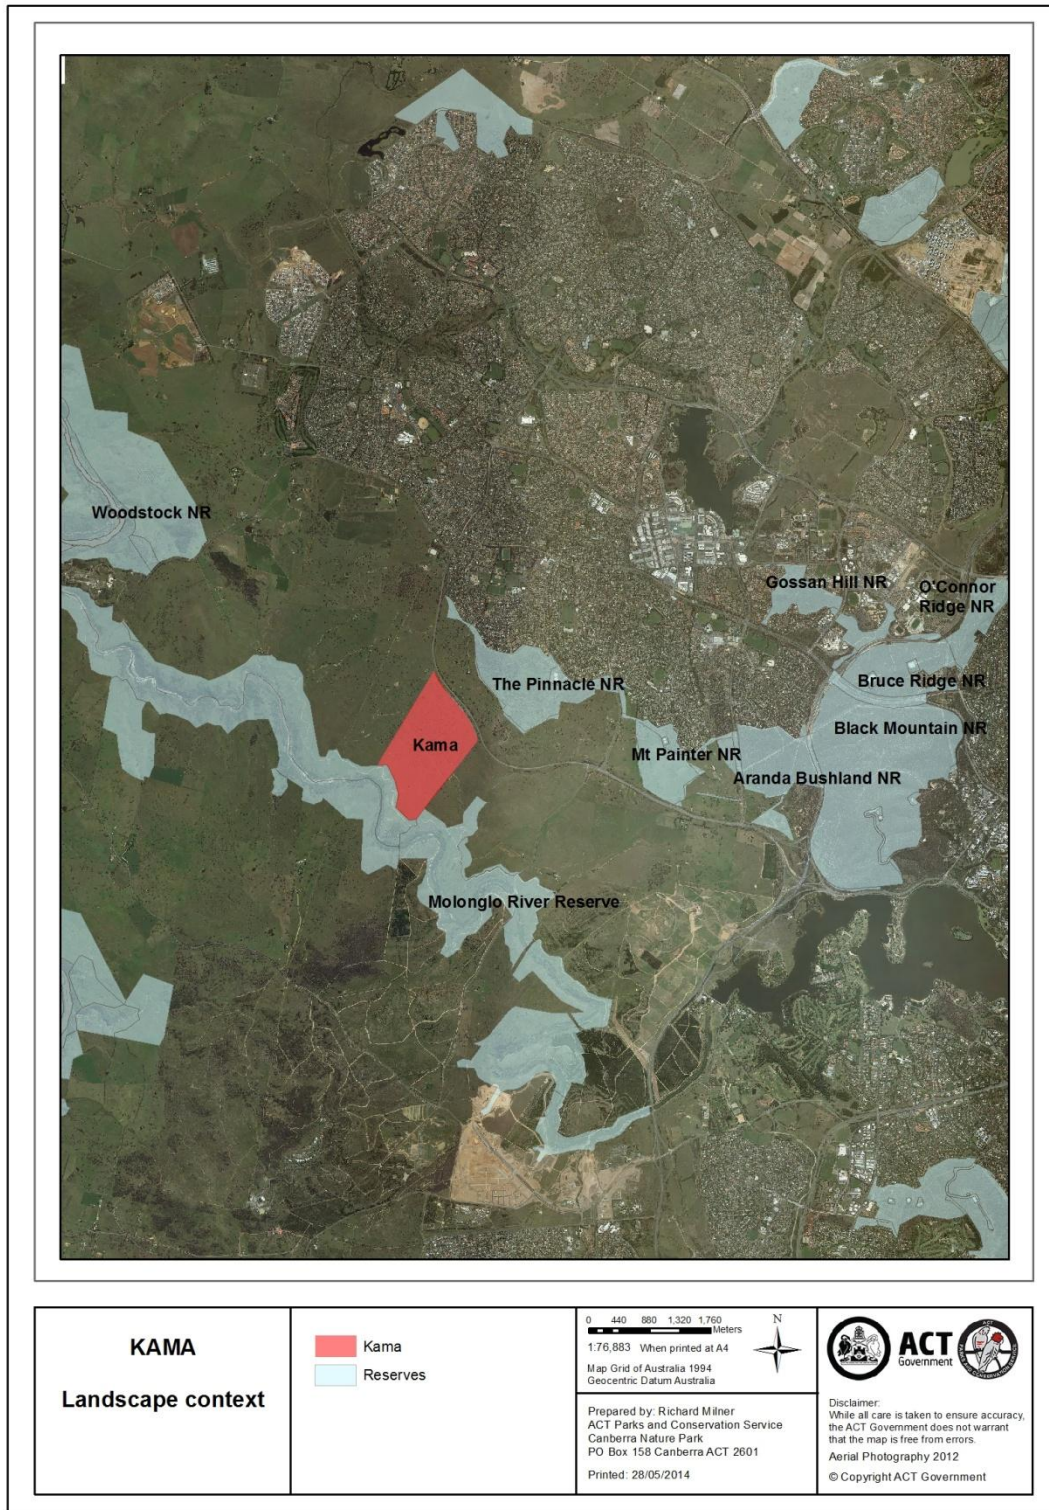 Woodstock NR
Gossan Hill NR
O'Connor
Ridge NR
The Pinnacle NR
Bruce Ridge NR
Kama
Black Mountain NR
Mt Painter NR
Aranda Bushland NR
Molonglo River Reserve
KAMA
Landscape context
Kama
Reserves
0 440 880 1,320 1,760
Meters
1:76,883 When printed at A4
Map Grid of Australia 1994
Geocentric Datum Australia
N
Prepared by: Richard Milner
ACT Parks and Conservation Service
Canberra Nature Park
PO Box 158 Canberra ACT 2601
Printed: 28/05/2014
ACT
Government
ACT
PARKS AND CONSERVATION SERVICE
Disclaimer:
While all care is taken to ensure accuracy,
the ACT Government does not warrant
that the map is free from errors.
Aerial Photography 2012
© Copyright ACT Government